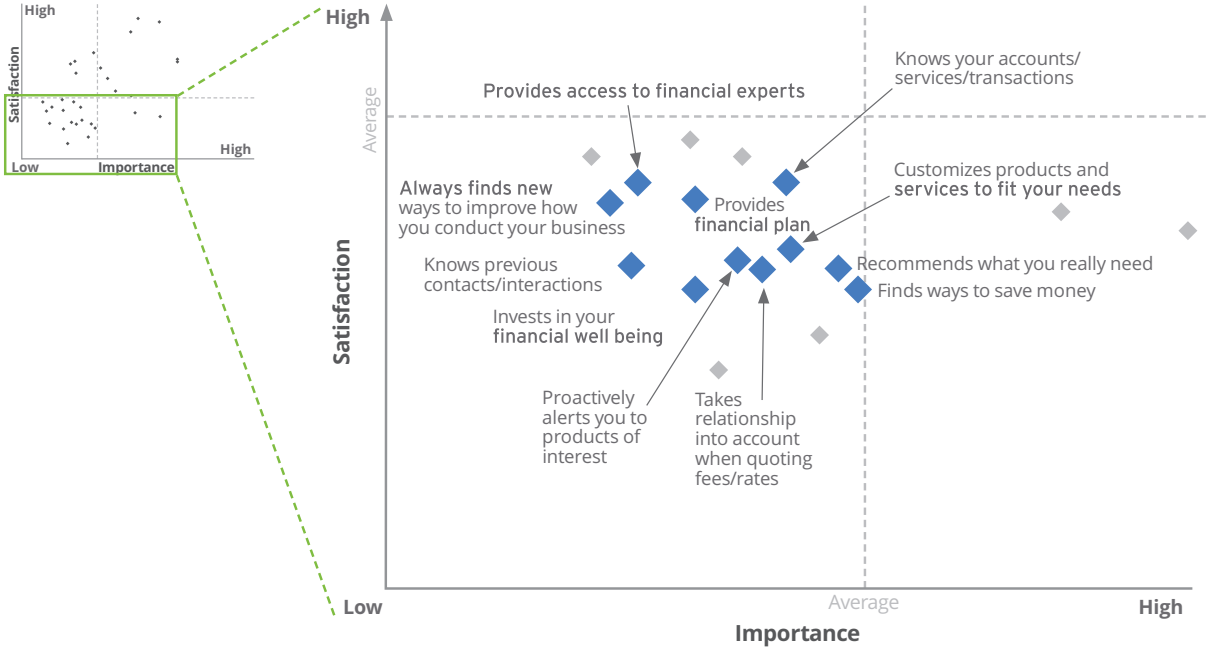 High
Satisfaction
High
Low
Importance
High
Average
Satisfaction
Provides access to financial experts
Knows your accounts/
services/transactions
Always finds new
ways to improve how
you conduct your business
Provides
financial plan
Customizes products and
services to fit your needs
Knows previous
contacts/interactions
Recommends what you really need
Finds ways to save money
Invests in your
financial well being
Proactively
alerts you to
products of
interest
Takes
relationship
into account
when quoting
fees/rates
Low
Average
High
Importance